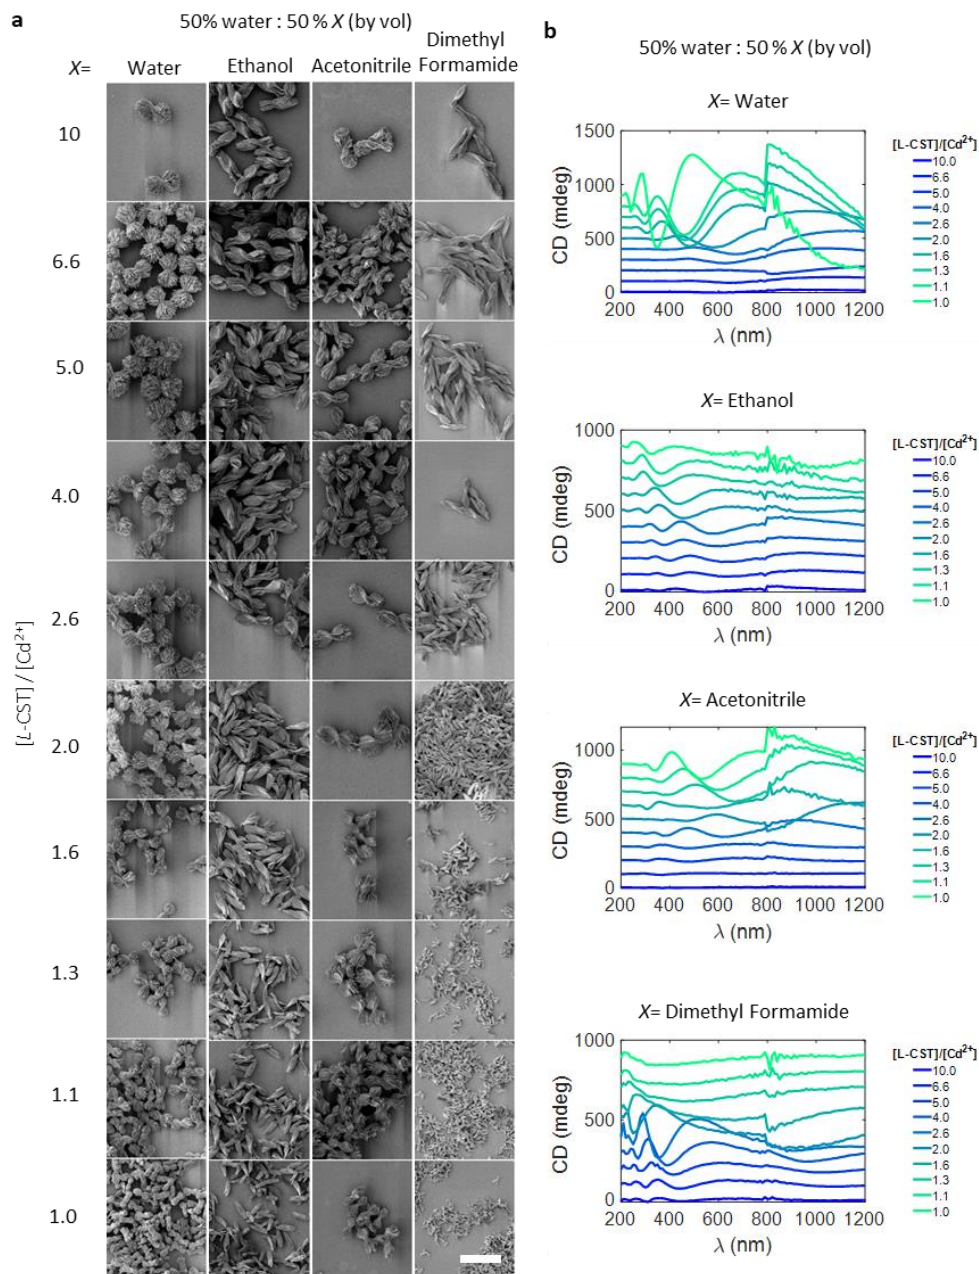 a
50% water : 50 % X (by vol)
X=
Water
Ethanol
Acetonitrile
Dimethyl
Formamide
10
6.6
5.0
4.0
2.6
2.0
1.6
1.3
1.1
1.0
[L-CST] / [Cd²⁺]
b
50% water : 50 % X (by vol)
X= Water
CD (mdeg)
1500
1000
500
0
200 400 600 800 1000 1200
λ (nm)
[L-CST]/[Cd²⁺]
10.0
6.6
5.0
4.0
2.6
2.0
1.6
1.3
1.1
1.0
X= Ethanol
CD (mdeg)
1000
500
0
200 400 600 800 1000 1200
λ (nm)
[L-CST]/[Cd²⁺]
10.0
6.6
5.0
4.0
2.6
2.0
1.6
1.3
1.1
1.0
X= Acetonitrile
CD (mdeg)
1000
500
0
200 400 600 800 1000 1200
λ (nm)
[L-CST]/[Cd²⁺]
10.0
6.6
5.0
4.0
2.6
2.0
1.6
1.3
1.1
1.0
X= Dimethyl Formamide
CD (mdeg)
1000
500
0
200 400 600 800 1000 1200
λ (nm)
[L-CST]/[Cd²⁺]
10.0
6.6
5.0
4.0
2.6
2.0
1.6
1.3
1.1
1.0